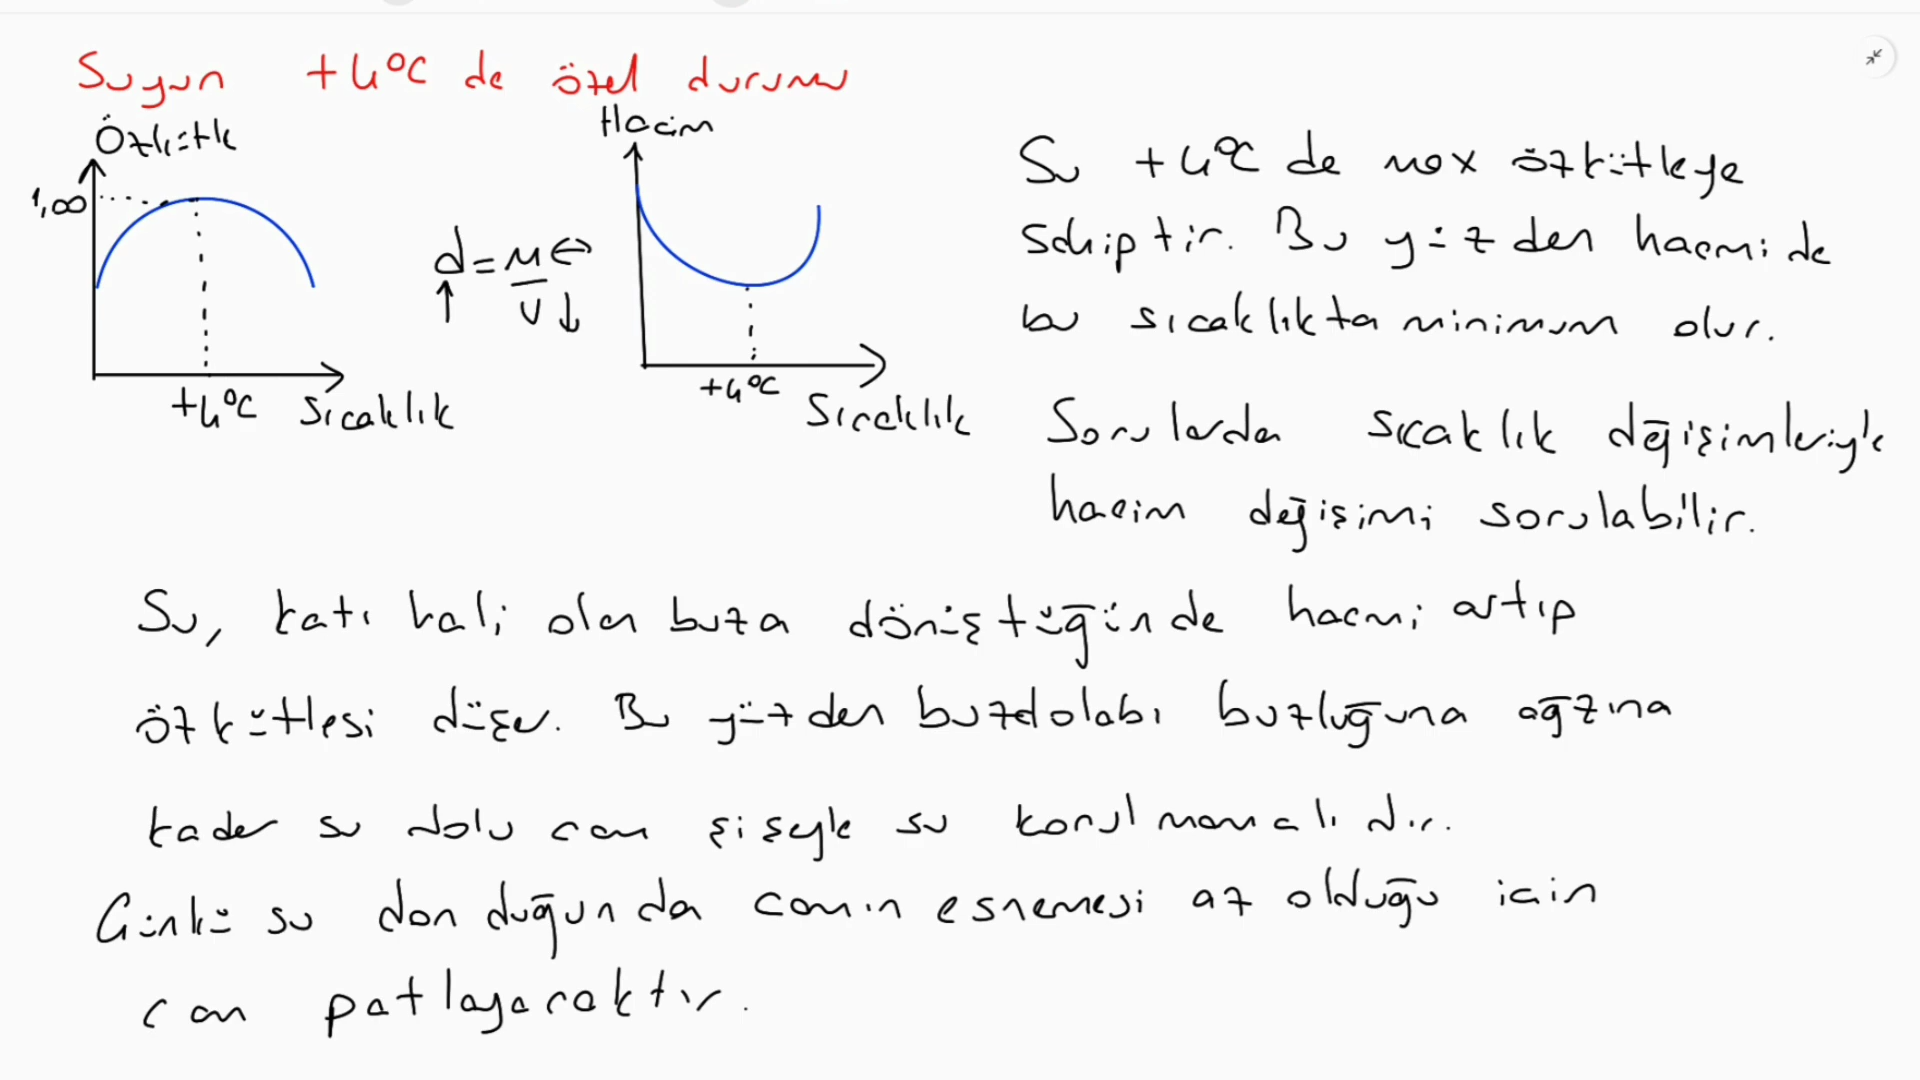 Suyun +4°C de özel durumu
Özkütk
1,00
+4°C Sıcaklık
d=m/v
Hacim
+4°C
Sıcaklık
Su +4°C de max özkütleye
sahiptir. Bu yüzden hacmi de
bu sıcaklıkta minimum olur.
Sorularda sıcaklık değişimleriyle
hacim değişimi sorulabilir.
Su, katı hali olan buza dönüştüğünde hacmi artıp
özkütlesi düşer. Bu yüzden buzdolabı buzluğuna ağzına
kadar su dolu cam şişeyle su konulmamalıdır.
Çünkü su donduğunda camın esnemesi az olduğu için
cam patlayacaktır.